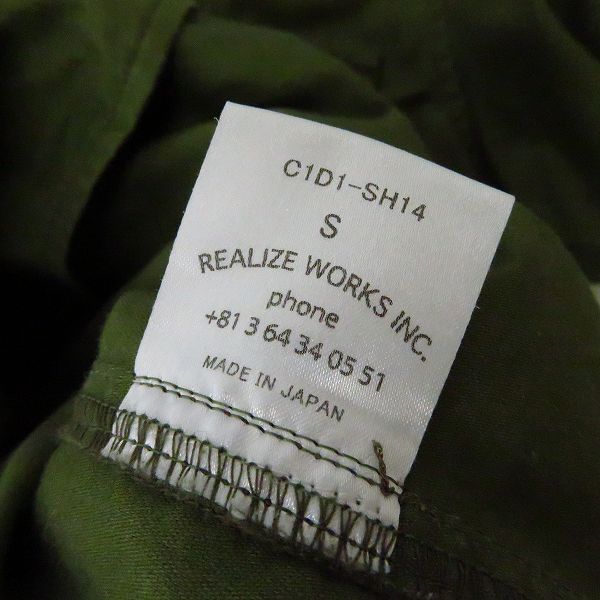 C1D1-SH14
S
REALIZE WORKS INC.
phone
+81 3 64 34 05 51
MADE IN JAPAN